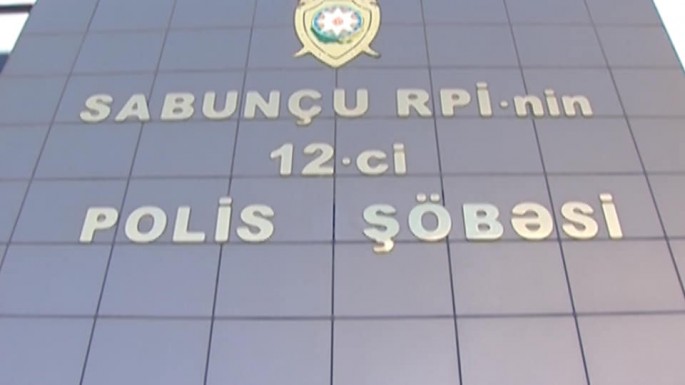 SABUNÇU RPİ-nin
12-ci
POLİS ŞÖBƏSİ